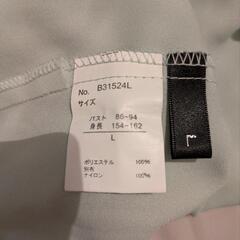 No. B31524L
サイズ
バスト 86~94
身長 154~162
L
ポリエステル 100%
別布
ナイロン 100%
L